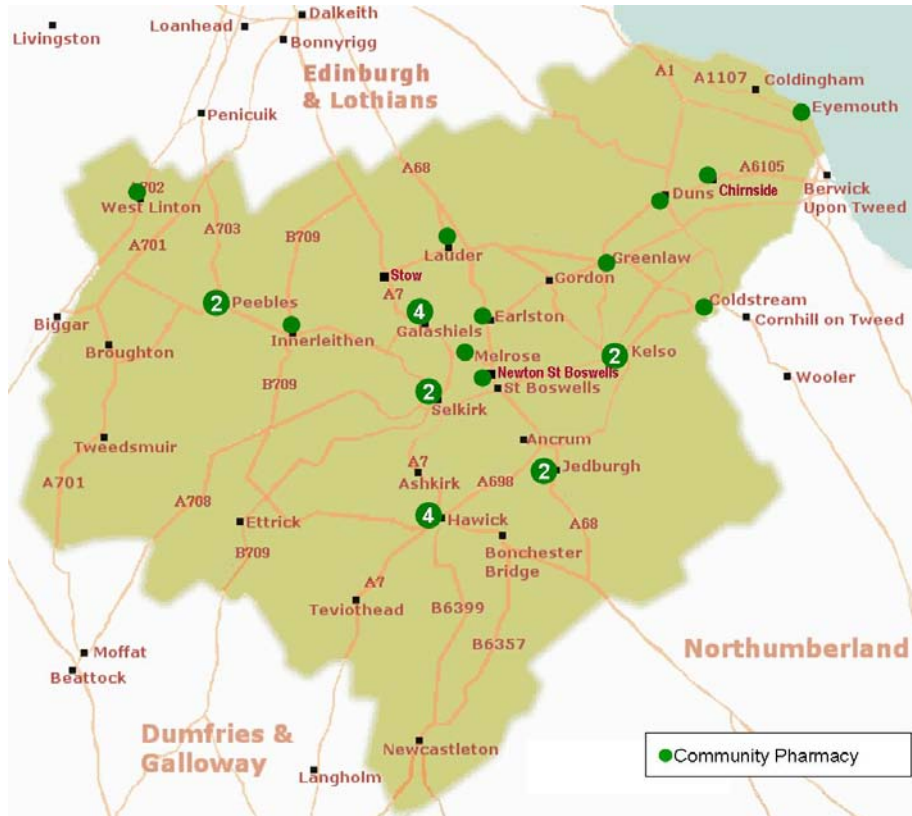 Dalkeith
Loanhead
Livingston
Bonnyrigg
Edinburgh
& Lothians
A1
A1107
Coldingham
Eyemouth
Penicuik
A68
A6105
Chirnside
Berwick
Upon Tweed
A702
West Linton
Duns
A703
B709
A701
Lauder
Greenlaw
Stow
Gordon
A7
2
Peebles
4
Galashiels
Earlston
Coldstream
Cornhill on Tweed
Biggar
Innerleithen
Broughton
Melrose
2
Kelso
Newton St Boswells
St Boswells
Wooler
B709
2
Selkirk
Tweedsmuir
Ancrum
A7
Ashkirk
A698
2
Jedburgh
A701
A708
Ettrick
4
Hawick
A68
B709
Bonchester
Bridge
A7
Teviothead
B6399
B6357
Moffat
Beattock
Northumberland
Dumfries &
Galloway
Newcastleton
Langholm
Community Pharmacy